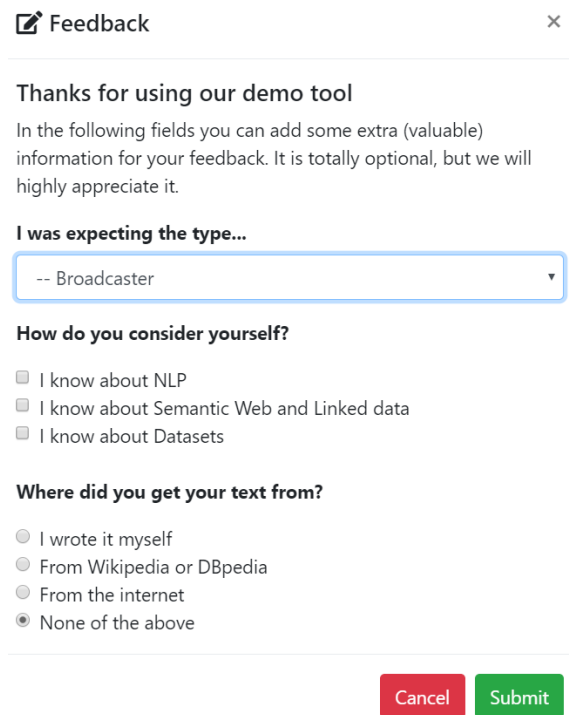 Feedback ×
Thanks for using our demo tool
In the following fields you can add some extra (valuable)
information for your feedback. It is totally optional, but we will
highly appreciate it.
I was expecting the type...
-- Broadcaster
How do you consider yourself?
I know about NLP
I know about Semantic Web and Linked data
I know about Datasets
Where did you get your text from?
I wrote it myself
From Wikipedia or DBpedia
From the internet
None of the above
Cancel Submit